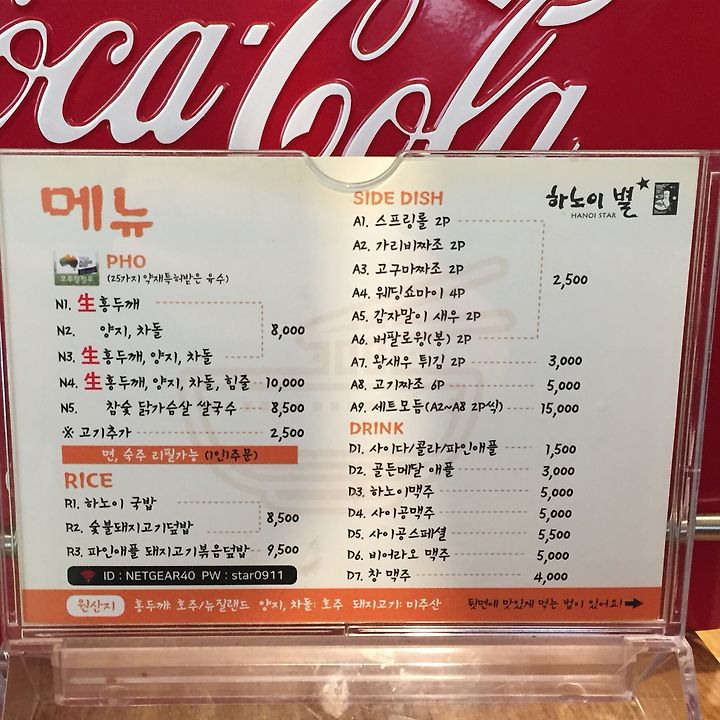 Coca-Cola
메뉴
PHO
호주청정우
(25가지 약재특허받은 육수)
N1. 生 홍두깨
N2. 양지, 차돌 8,000
N3. 生 홍두깨, 양지, 차돌
N4. 生 홍두깨, 양지, 차돌, 힘줄 10,000
N5. 참숯 닭가슴살 쌀국수 8,500
※ 고기추가 2,500
면, 숙주 리필가능 (1인1주문)
RICE
R1. 하노이 국밥
R2. 숯불돼지고기덮밥 8,500
R3. 파인애플 돼지고기볶음덮밥 9,500
ID : NETGEAR40 PW : star0911
SIDE DISH
A1. 스프링롤 2P
A2. 가리비짜조 2P
A3. 고구마짜조 2P
A4. 웨딩쇼마이 4P 2,500
A5. 감자말이 새우 2P
A6. 버팔로윙(봉) 2P
A7. 왕새우 튀김 2P 3,000
A8. 고기짜조 6P 5,000
A9. 세트모듬(A2~A8 2P씩) 15,000
DRINK
D1. 사이다/콜라/파인애플 1,500
D2. 골든메달 애플 3,000
D3. 하노이맥주 5,000
D4. 사이공맥주 5,000
D5. 사이공스페셜 5,500
D6. 비어라오 맥주 5,000
D7. 창 맥주 4,000
하노이 별
HANOI STAR
원산지 홍두깨: 호주/뉴질랜드 양지, 차돌: 호주 돼지고기: 미주산
뒷면에 맛있게 먹는 법이 있어요!